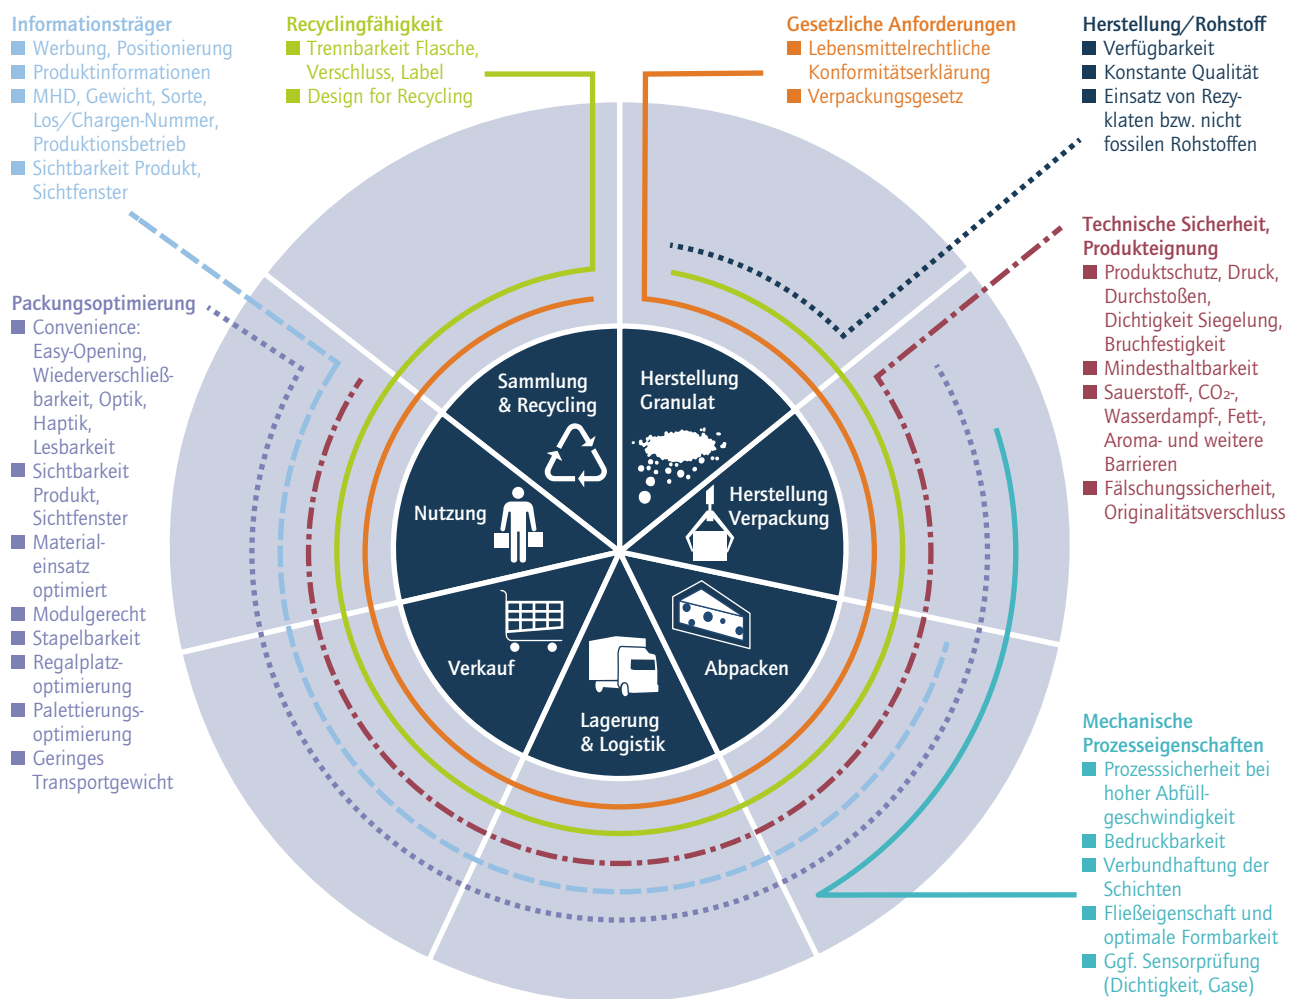 Informationsträger
Werbung, Positionierung
Produktinformationen
MHD, Gewicht, Sorte,
Los/Chargen-Nummer,
Produktionsbetrieb
Sichtbarkeit Produkt,
Sichtfenster
Recyclingfähigkeit
Trennbarkeit Flasche,
Verschluss, Label
Design for Recycling
Gesetzliche Anforderungen
Lebensmittelrechtliche
Konformitätserklärung
Verpackungsgesetz
Herstellung/Rohstoff
Verfügbarkeit
Konstante Qualität
Einsatz von Rezy-
klaten bzw. nicht
fossilen Rohstoffen
Technische Sicherheit,
Produkteignung
Produktschutz, Druck,
Durchstoßen,
Dichtigkeit Siegelung,
Bruchfestigkeit
Mindesthaltbarkeit
Sauerstoff-, CO₂-,
Wasserdampf-, Fett-,
Aroma- und weitere
Barrieren
Fälschungssicherheit,
Originalitätsverschluss
Packungsoptimierung
Convenience:
Easy-Opening,
Wiederverschließ-
barkeit, Optik,
Haptik,
Lesbarkeit
Sichtbarkeit
Produkt,
Sichtfenster
Material-
einsatz
optimiert
Modulgerecht
Stapelbarkeit
Regalplatz-
optimierung
Palettierungs-
optimierung
Geringes
Transportgewicht
Sammlung
& Recycling
Herstellung
Granulat
Nutzung
Herstellung
Verpackung
Verkauf
Abpacken
Lagerung
& Logistik
Mechanische
Prozesseigenschaften
Prozesssicherheit bei
hoher Abfüll-
geschwindigkeit
Bedruckbarkeit
Verbundhaftung der
Schichten
Fließeigenschaft und
optimale Formbarkeit
Ggf. Sensorprüfung
(Dichtigkeit, Gase)